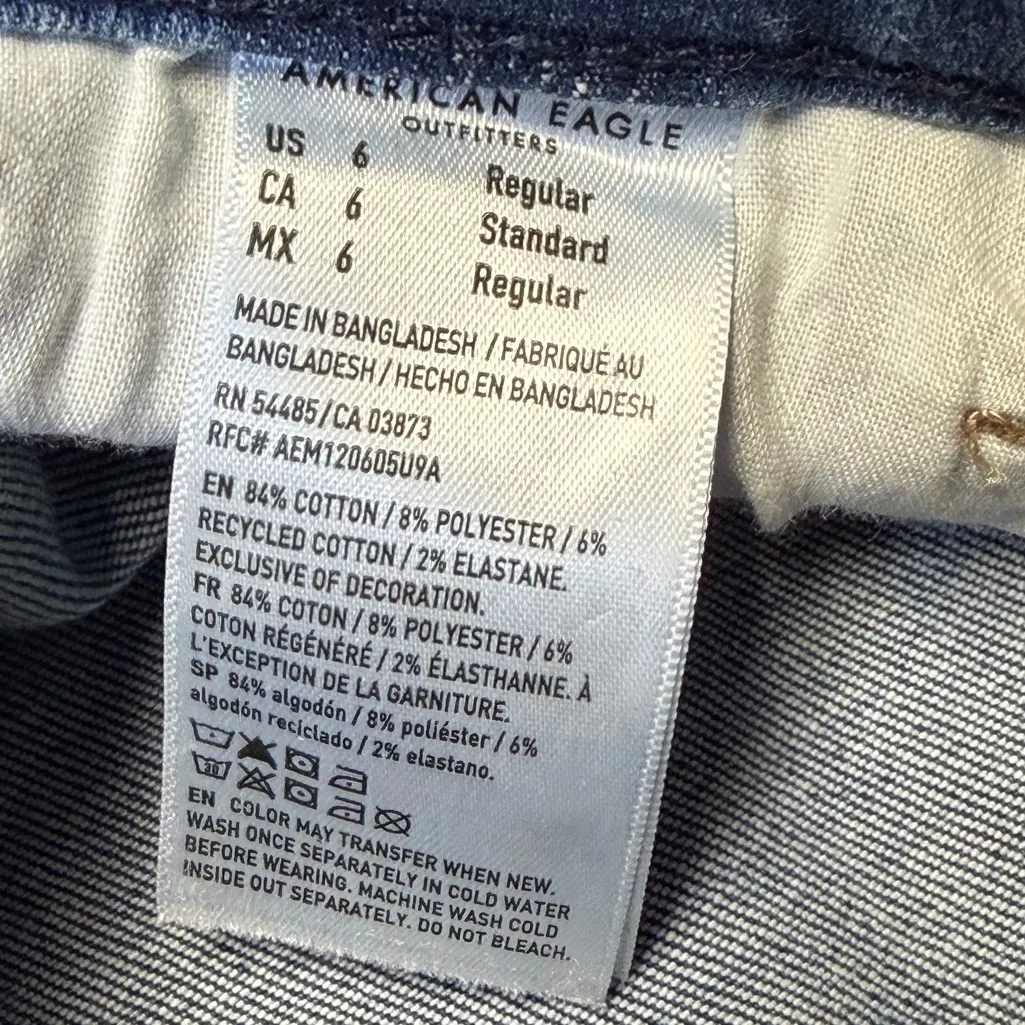 AMERICAN EAGLE
OUTFITTERS
US 6 Regular
CA 6 Standard
MX 6 Regular
MADE IN BANGLADESH / FABRIQUÉ AU
BANGLADESH / HECHO EN BANGLADESH
RN 54485 / CA 03873
RFC# AEM120605U9A
EN 84% COTTON / 8% POLYESTER / 6%
RECYCLED COTTON / 2% ELASTANE.
EXCLUSIVE OF DECORATION.
FR 84% COTON / 8% POLYESTER / 6%
COTON RÉGÉNÉRÉ / 2% ÉLASTHANNE. À
L'EXCEPTION DE LA GARNITURE.
SP 84% algodón / 8% poliéster / 6%
algodón reciclado / 2% elastano.
30
EN COLOR MAY TRANSFER WHEN NEW.
WASH ONCE SEPARATELY IN COLD WATER
BEFORE WEARING. MACHINE WASH COLD
INSIDE OUT SEPARATELY. DO NOT BLEACH.